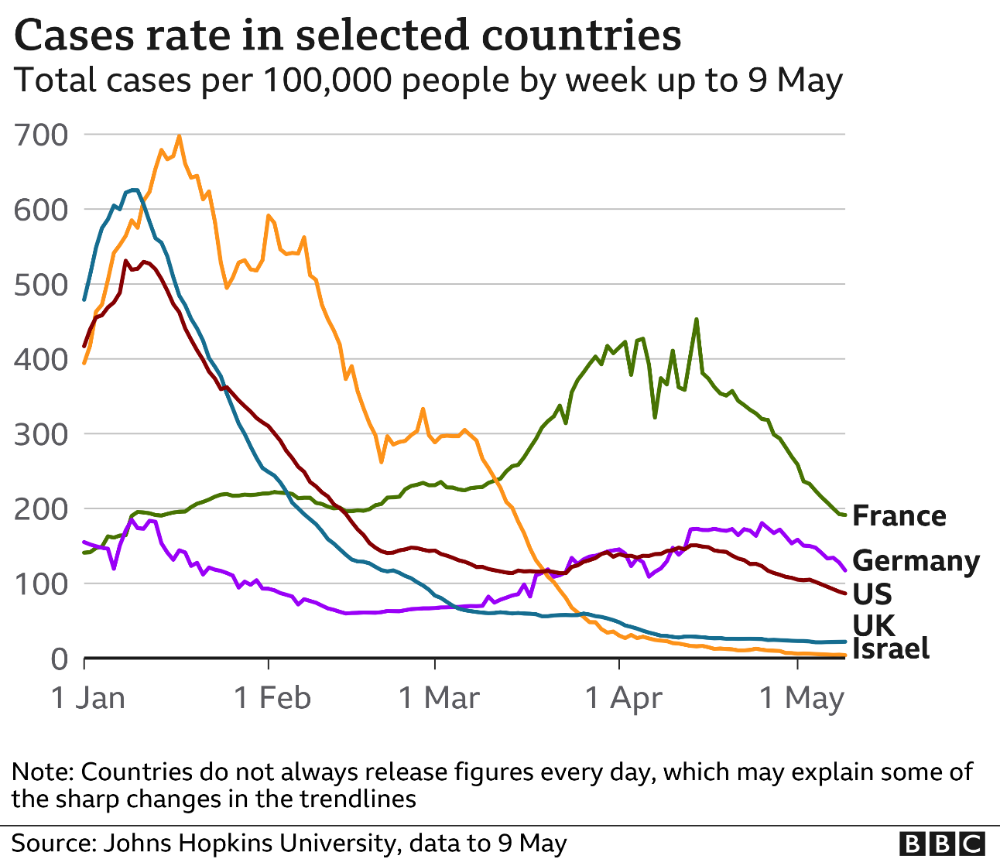 Cases rate in selected countries
Total cases per 100,000 people by week up to 9 May
700
600
500
400
300
200
100
0
France
Germany
US
UK
Israel
1 Jan
1 Feb
1 Mar
1 Apr
1 May
Note: Countries do not always release figures every day, which may explain some of
the sharp changes in the trendlines
Source: Johns Hopkins University, data to 9 May
BBC